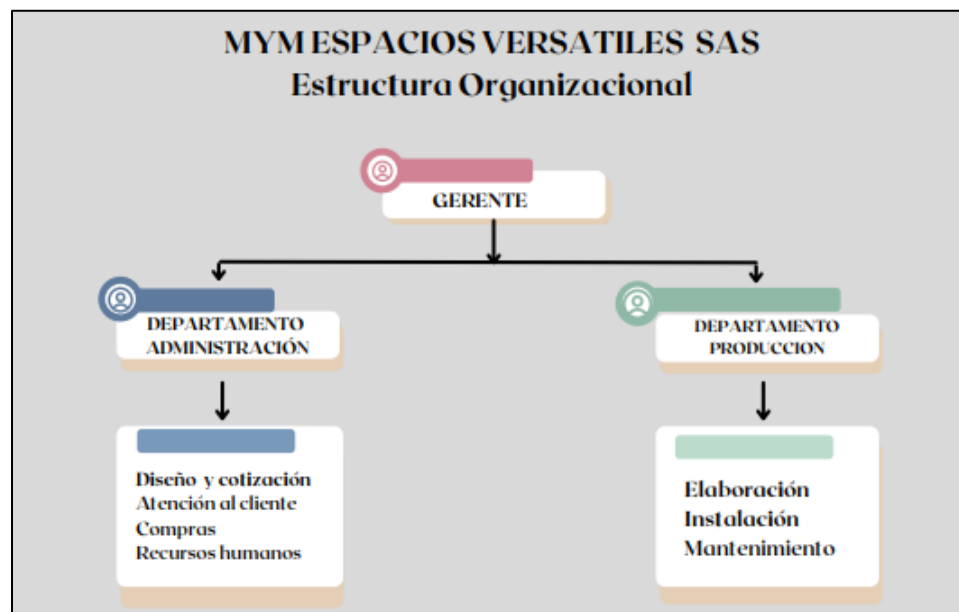 MYM ESPACIOS VERSATILES SAS
Estructura Organizacional
GERENTE
DEPARTAMENTO
ADMINISTRACIÓN
DEPARTAMENTO
PRODUCCION
Diseño y cotización
Atención al cliente
Compras
Recursos humanos
Elaboración
Instalación
Mantenimiento